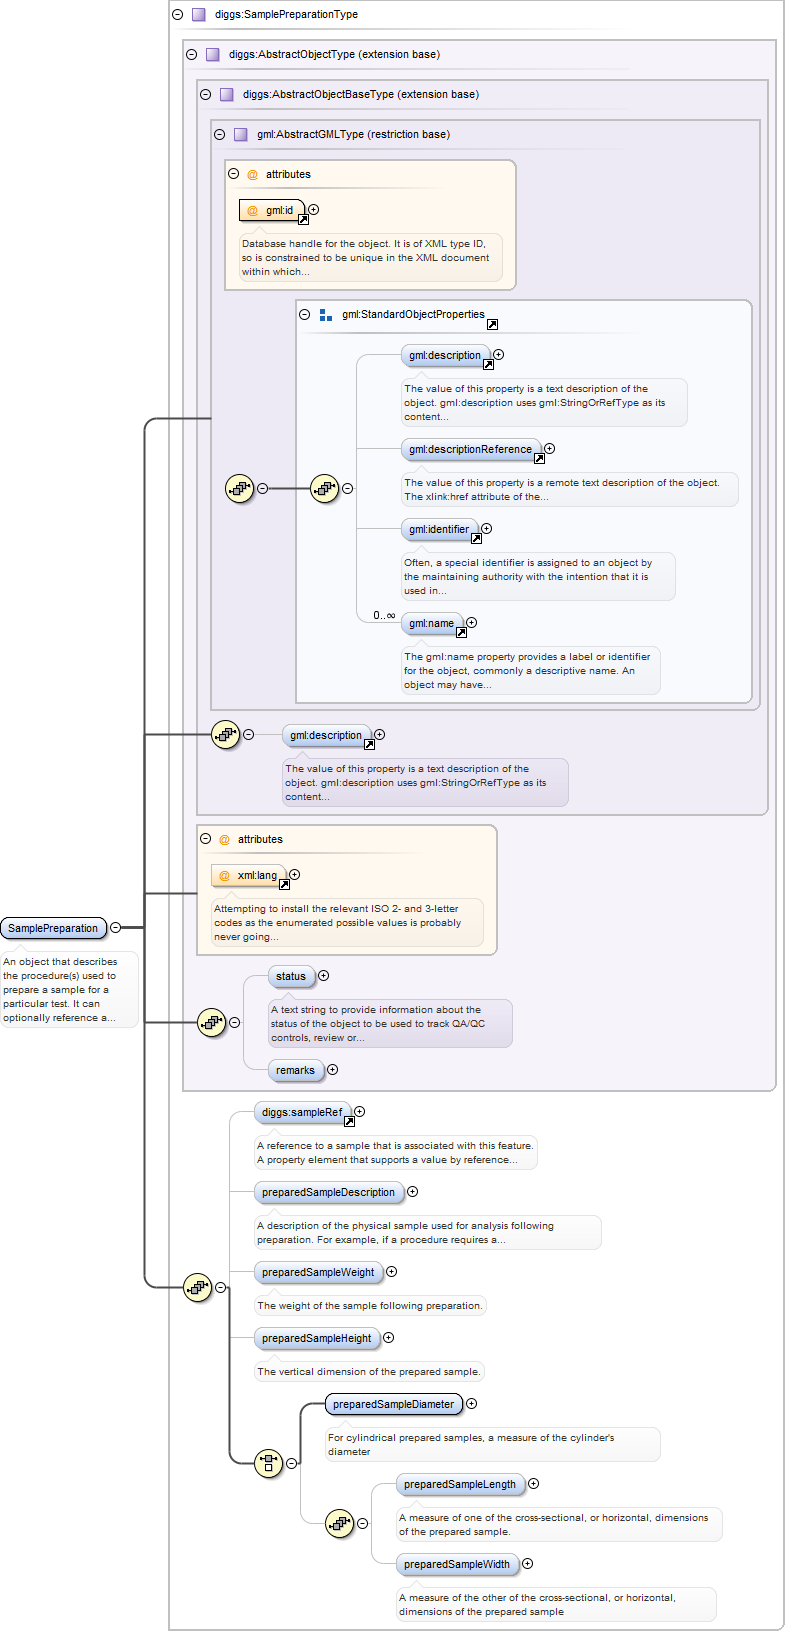 diggs:SamplePreparationType
diggs:AbstractObjectType (extension base)
diggs:AbstractObjectBaseType (extension base)
gml:AbstractGMLType (restriction base)
@ attributes
@ gml:id
Database handle for the object. It is of XML type ID,
so is constrained to be unique in the XML document
within which...
gml:StandardObjectProperties
gml:description
The value of this property is a text description of the
object. gml:description uses gml:StringOrRefType as its
content...
gml:descriptionReference
The value of this property is a remote text description of the object.
The xlink:href attribute of the...
gml:identifier
Often, a special identifier is assigned to an object by
the maintaining authority with the intention that it is
used in...
0..∞
gml:name
The gml:name property provides a label or identifier
for the object, commonly a descriptive name. An
object may have...
gml:description
The value of this property is a text description of the
object. gml:description uses gml:StringOrRefType as its
content...
@ attributes
@ xml:lang
Attempting to install the relevant ISO 2- and 3-letter
codes as the enumerated possible values is probably
never going...
SamplePreparation
An object that describes
the procedure(s) used to
prepare a sample for a
particular test. It can
optionally reference a...
status
A text string to provide information about the
status of the object to be used to track QA/QC
controls, review or...
remarks
diggs:sampleRef
A reference to a sample that is associated with this feature.
A property element that supports a value by reference...
preparedSampleDescription
A description of the physical sample used for analysis following
preparation. For example, if a procedure requires a...
preparedSampleWeight
The weight of the sample following preparation.
preparedSampleHeight
The vertical dimension of the prepared sample.
preparedSampleDiameter
For cylindrical prepared samples, a measure of the cylinder's
diameter
preparedSampleLength
A measure of one of the cross-sectional, or horizontal, dimensions
of the prepared sample.
preparedSampleWidth
A measure of the other of the cross-sectional, or horizontal,
dimensions of the prepared sample